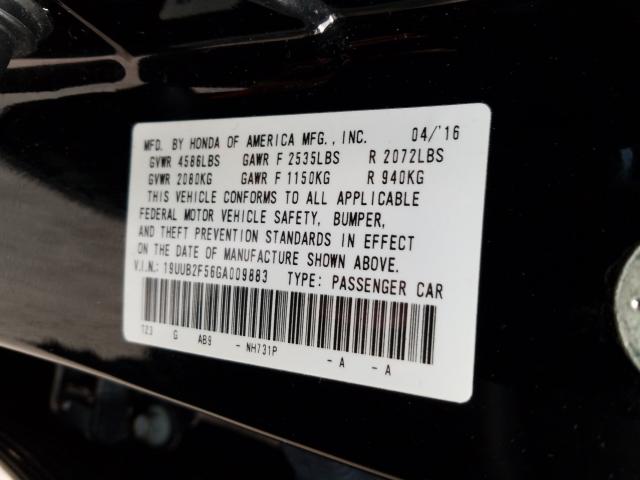 MFD. BY HONDA OF AMERICA MFG., INC. 04/'16
GVWR 4586LBS GAWR F 2535LBS R 2072LBS
GVWR 2080KG GAWR F 1150KG R 940KG
THIS VEHICLE CONFORMS TO ALL APPLICABLE
FEDERAL MOTOR VEHICLE SAFETY, BUMPER,
AND THEFT PREVENTION STANDARDS IN EFFECT
ON THE DATE OF MANUFACTURE SHOWN ABOVE.
V.I.N.: 19UUB2F56GA009883 TYPE: PASSENGER CAR
T23 G AB9 - NH731P - A - A